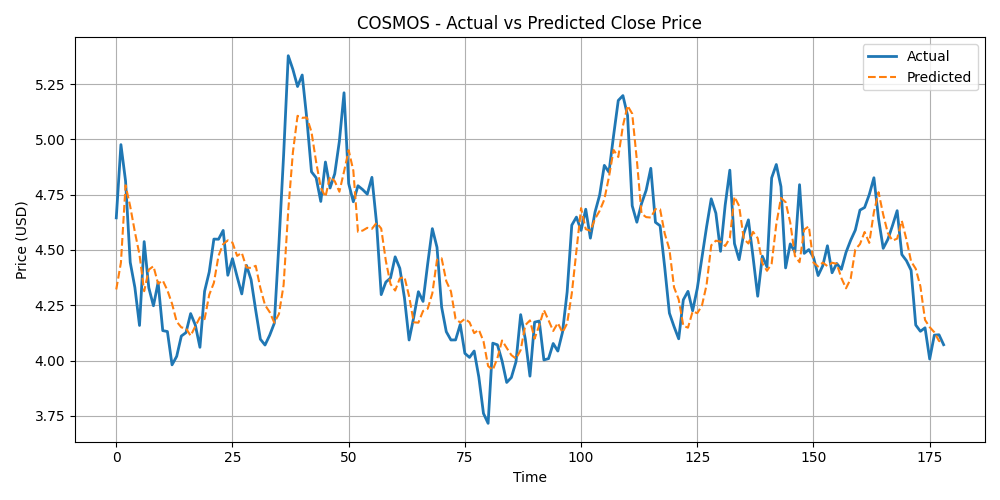 COSMOS - Actual vs Predicted Close Price
Actual
Predicted
Price (USD)
5.25
5.00
4.75
4.50
4.25
4.00
3.75
0 25 50 75 100 125 150 175
Time